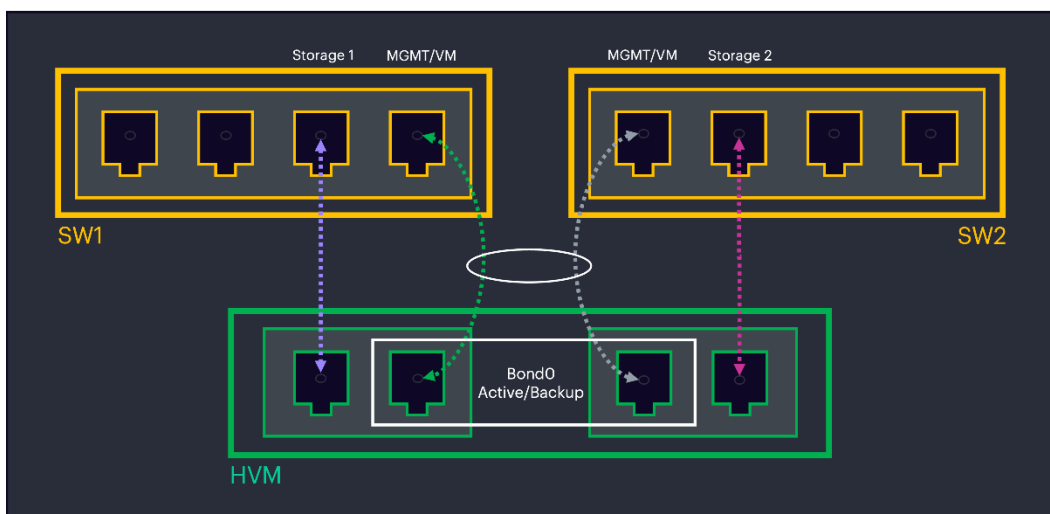 Storage 1
MGMT/VM
MGMT/VM
Storage 2
SW1
SW2
Bond0
Active/Backup
HVM